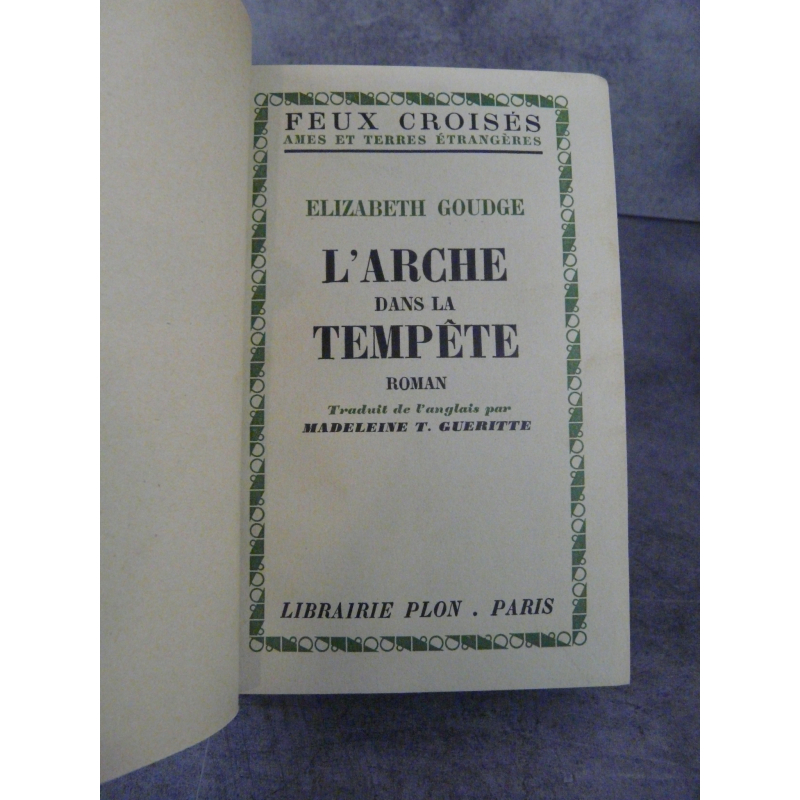 FEUX CROISÉS
AMES ET TERRES ÉTRANGÈRES
ELIZABETH GOUDGE
L'ARCHE
DANS LA
TEMPÊTE
ROMAN
Traduit de l'anglais par
MADELEINE T. GUERITTE
LIBRAIRIE PLON . PARIS